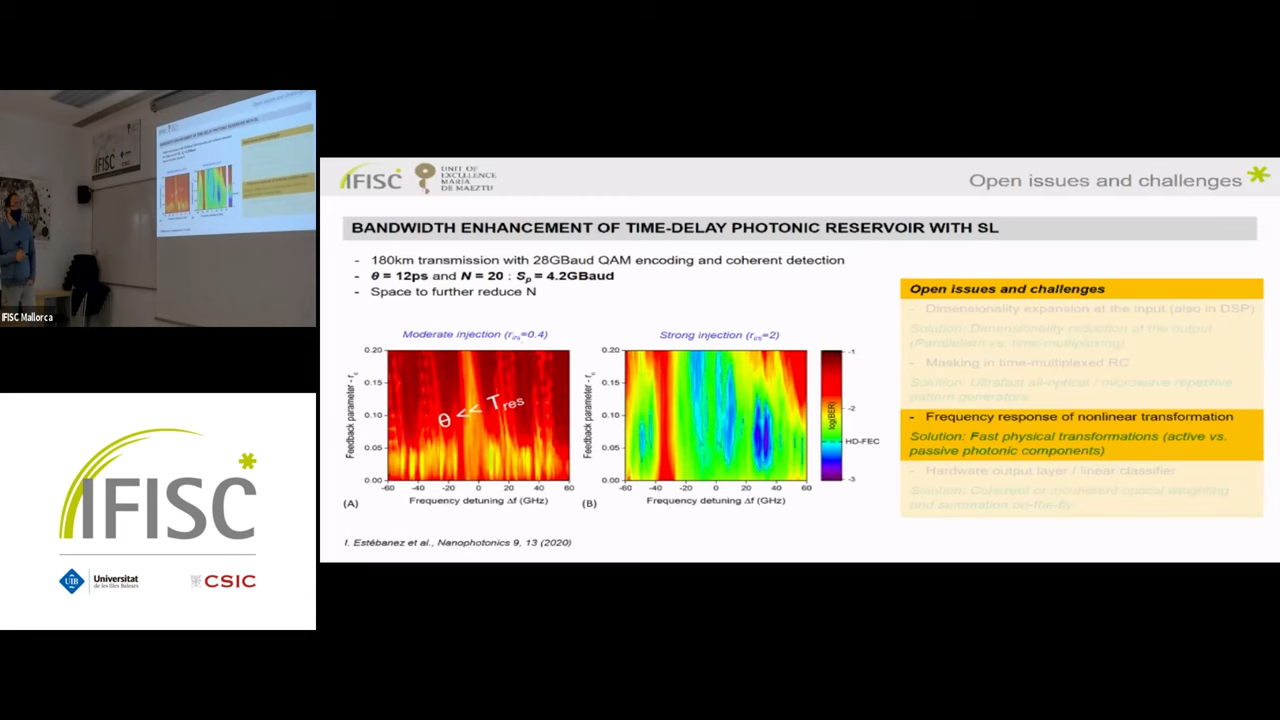 IFISC
UNIT OF
EXCELLENCE
MARÍA
DE MAEZTU
Open issues and challenges
BANDWIDTH ENHANCEMENT OF TIME-DELAY PHOTONIC RESERVOIR WITH SL
- 180km transmission with 28GBaud QAM encoding and coherent detection
- θ = 12ps and N = 20 : Sp = 4.2GBaud
- Space to further reduce N
Moderate injection (rinj=0.4)
Strong injection (rinj=2)
0.20
0.15
0.10
0.05
0.00
Feedback parameter - rc
-60 -40 -20 0 20 40 60
Frequency detuning Δf (GHz)
(A)
θ << Tres
0.20
0.15
0.10
0.05
0.00
Feedback parameter - rc
-60 -40 -20 0 20 40 60
Frequency detuning Δf (GHz)
(B)
-1
-2
HD-FEC
-3
log(BER)
I. Estébanez et al., Nanophotonics 9, 13 (2020)
Open issues and challenges
- Dimensionality expansion at the input (also in DSP)
Solution: Dimensionality reduction at the output
(Parallelism vs. time-multiplexing)
- Masking in time-multiplexed RC
Solution: Ultrafast all-optical / microwave repetitive
pattern generators
- Frequency response of nonlinear transformation
Solution: Fast physical transformations (active vs.
passive photonic components)
- Hardware output layer / linear classifier
Solution: Coherent or incoherent optical weighting
and summation on-the-fly
IFISC
IFISC Mallorca
IFISC
UIB
Universitat
de les Illes Balears
CSIC